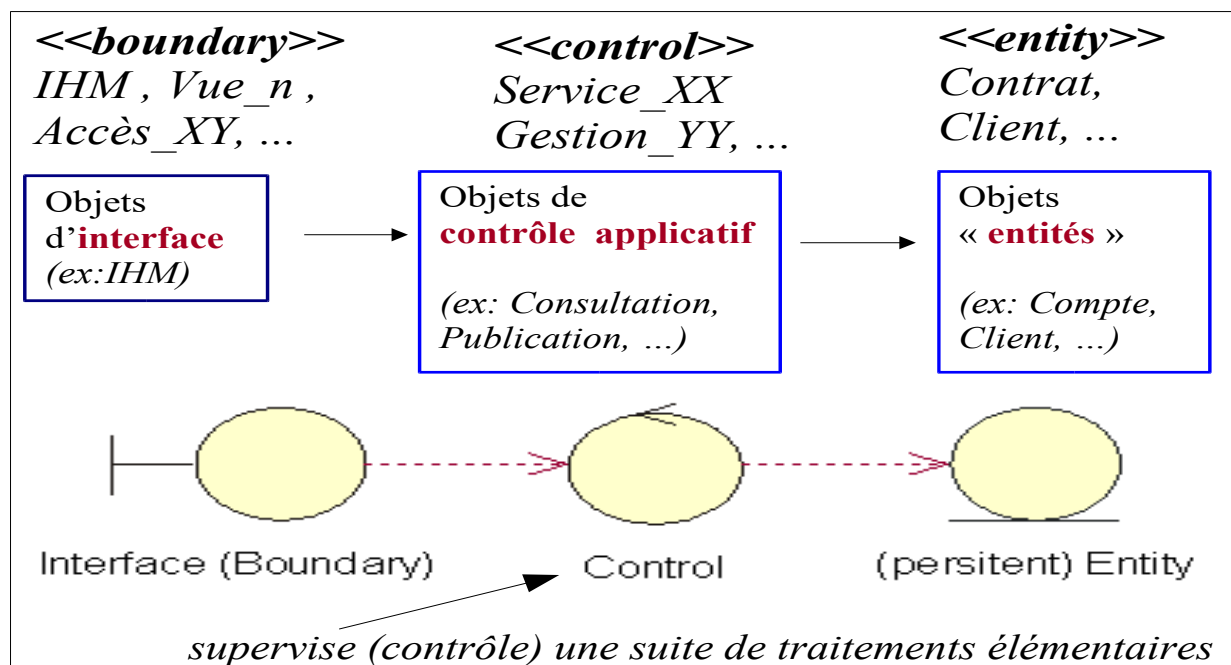 <<boundary>>
IHM , Vue_n ,
Accès_XY, ...
<<control>>
Service_XX
Gestion_YY, ...
<<entity>>
Contrat,
Client, ...
Objets
d’interface
(ex:IHM)
Objets de
contrôle applicatif
(ex: Consultation,
Publication, ...)
Objets
« entités »
(ex: Compte,
Client, ...)
Interface (Boundary)
Control
(persitent) Entity
supervise (contrôle) une suite de traitements élémentaires